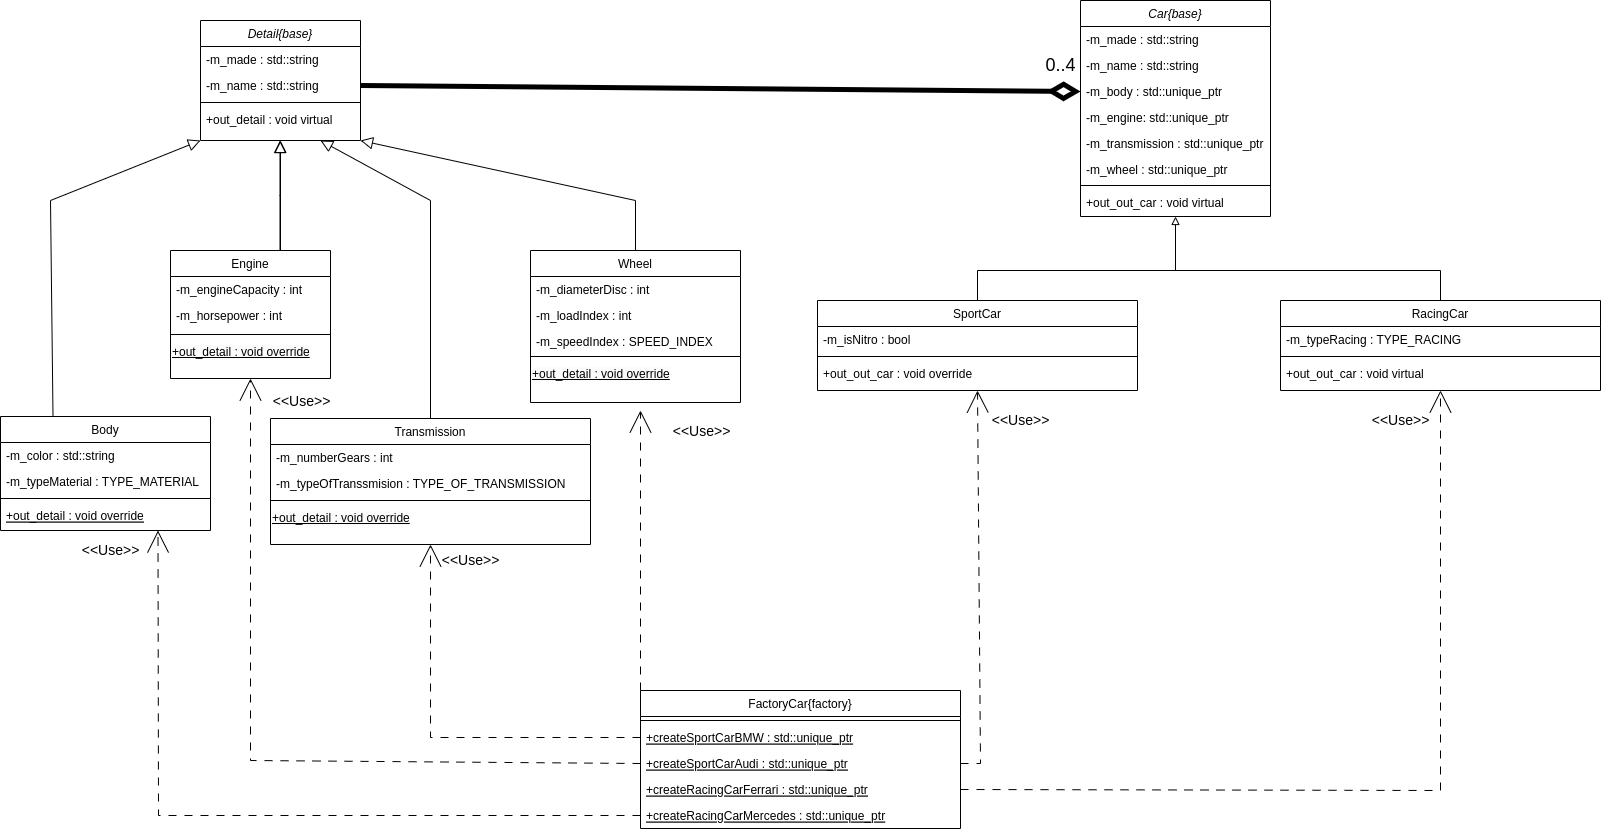 Detail{base}
-m_made : std::string
-m_name : std::string
+out_detail : void virtual
Car{base}
-m_made : std::string
-m_name : std::string
-m_body : std::unique_ptr
-m_engine: std::unique_ptr
-m_transmission : std::unique_ptr
-m_wheel : std::unique_ptr
+out_out_car : void virtual
0..4
Engine
-m_engineCapacity : int
-m_horsepower : int
+out_detail : void override
<<Use>>
Wheel
-m_diameterDisc : int
-m_loadIndex : int
-m_speedIndex : SPEED_INDEX
+out_detail : void override
<<Use>>
SportCar
-m_isNitro : bool
+out_out_car : void override
<<Use>>
RacingCar
-m_typeRacing : TYPE_RACING
+out_out_car : void virtual
<<Use>>
Body
-m_color : std::string
-m_typeMaterial : TYPE_MATERIAL
+out_detail : void override
<<Use>>
Transmission
-m_numberGears : int
-m_typeOfTranssmision : TYPE_OF_TRANSMISSION
+out_detail : void override
<<Use>>
FactoryCar{factory}
+createSportCarBMW : std::unique_ptr
+createSportCarAudi : std::unique_ptr
+createRacingCarFerrari : std::unique_ptr
+createRacingCarMercedes : std::unique_ptr